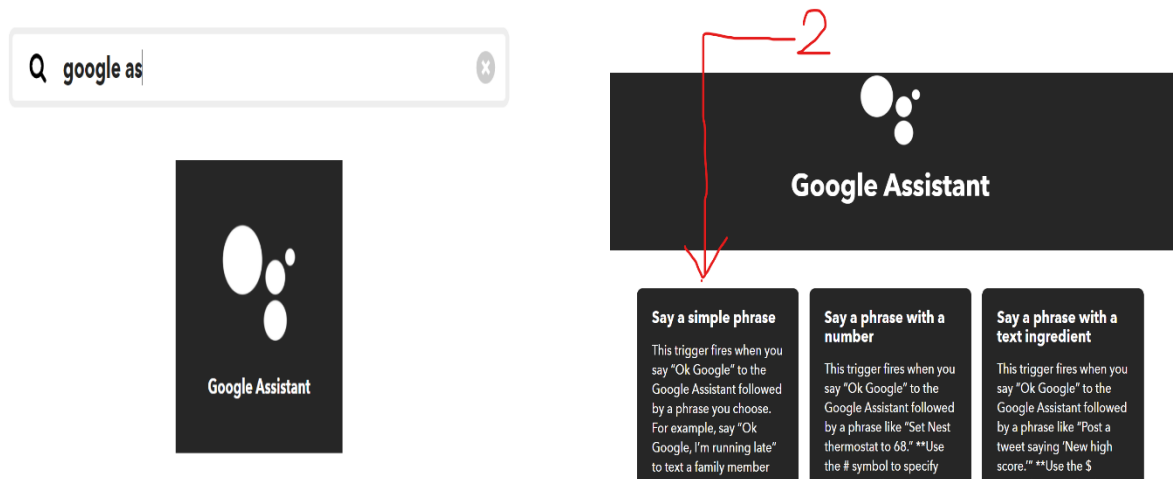 google as
Google Assistant
2
Google Assistant
Say a simple phrase
This trigger fires when you
say “Ok Google” to the
Google Assistant followed
by a phrase you choose.
For example, say “Ok
Google, I’m running late”
to text a family member
Say a phrase with a
number
This trigger fires when you
say “Ok Google” to the
Google Assistant followed
by a phrase like “Set Nest
thermostat to 68.” **Use
the # symbol to specify
Say a phrase with a
text ingredient
This trigger fires when you
say “Ok Google” to the
Google Assistant followed
by a phrase like “Post a
tweet saying ‘New high
score.’” **Use the $